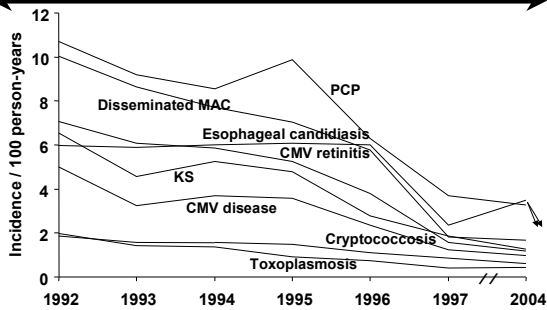 12
10
8
6
4
2
0
Incidence / 100 person-years
PCP
Disseminated MAC
Esophageal candidiasis
CMV retinitis
KS
CMV disease
Cryptococcosis
Toxoplasmosis
1992 1993 1994 1995 1996 1997 2004